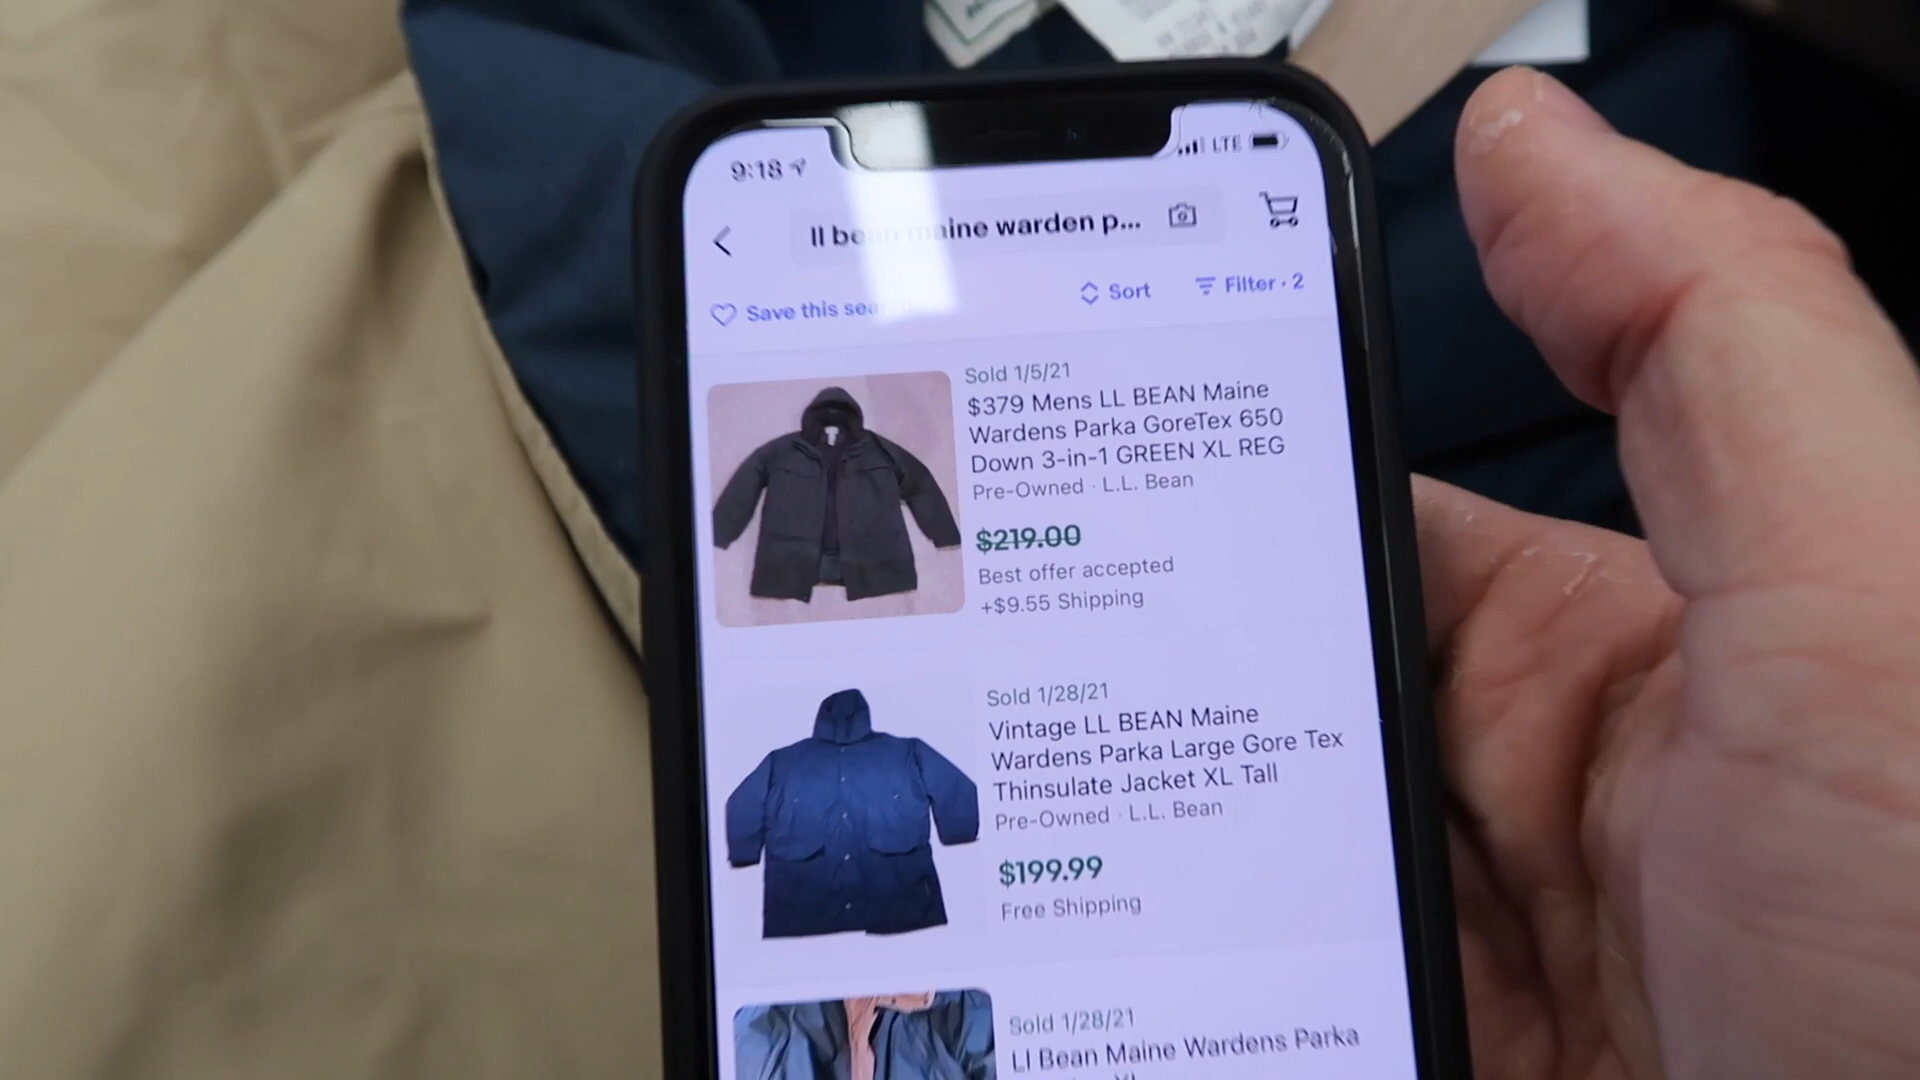 9:18
LTE
ll bean maine warden p...
Save this sea
Sort
Filter · 2
Sold 1/5/21
$379 Mens LL BEAN Maine
Wardens Parka GoreTex 650
Down 3-in-1 GREEN XL REG
Pre-Owned · L.L. Bean
$219.00
Best offer accepted
+$9.55 Shipping
Sold 1/28/21
Vintage LL BEAN Maine
Wardens Parka Large Gore Tex
Thinsulate Jacket XL Tall
Pre-Owned · L.L. Bean
$199.99
Free Shipping
Sold 1/28/21
Ll Bean Maine Wardens Parka